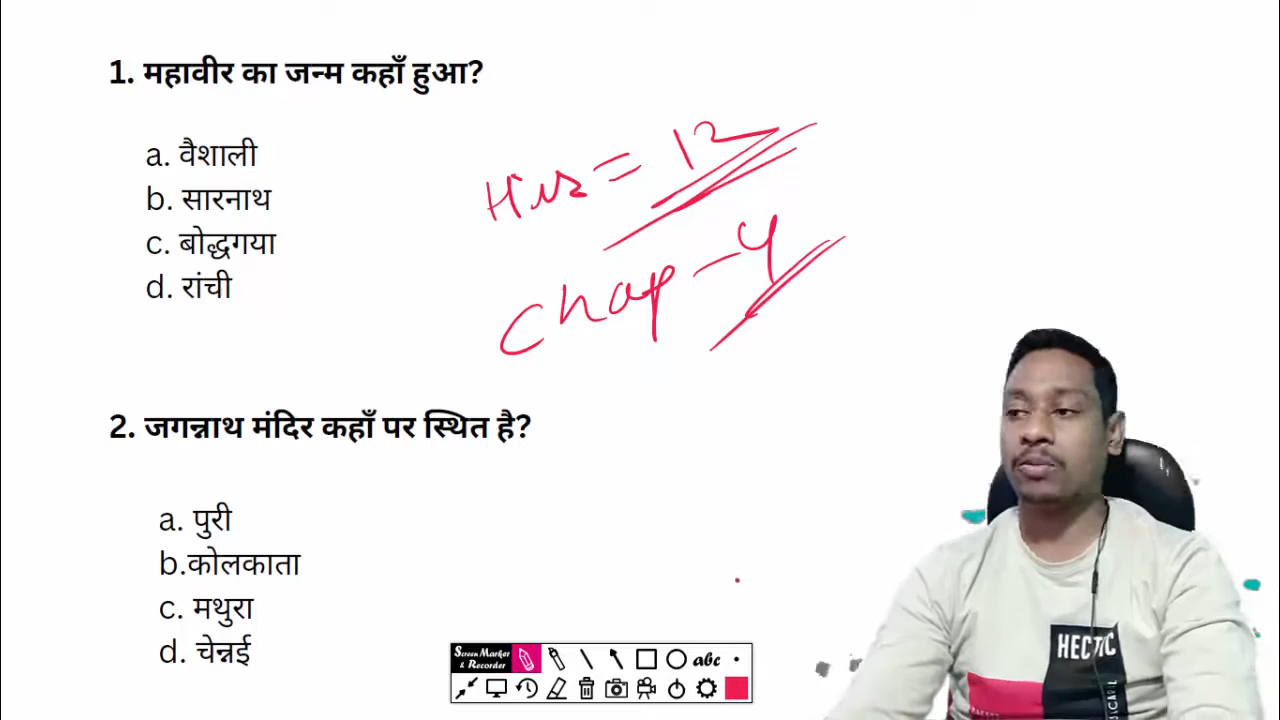 1. महावीर का जन्म कहाँ हुआ?
a. वैशाली
b. सारनाथ
c. बोद्धगया
d. रांची
His = 12
Chap - 4
2. जगन्नाथ मंदिर कहाँ पर स्थित है?
a. पुरी
b.कोलकाता
c. मथुरा
d. चेन्नई
Screen Marker
& Recorder
abc
HECTIC